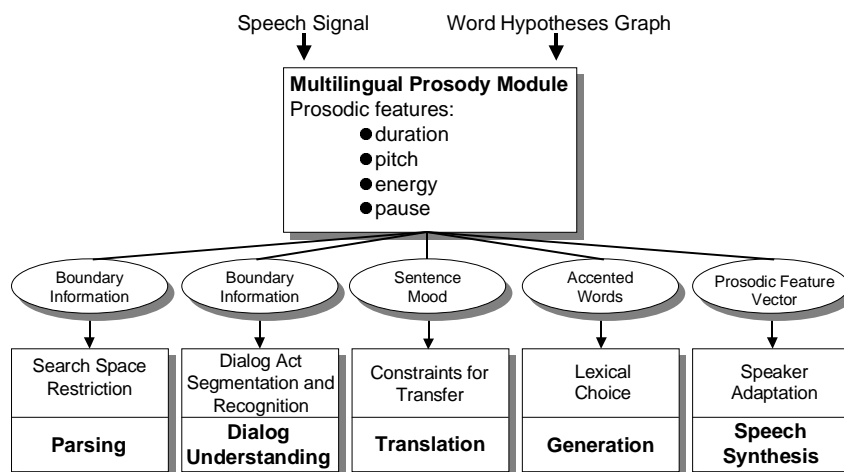 Speech Signal
Word Hypotheses Graph
Multilingual Prosody Module
Prosodic features:
●duration
●pitch
●energy
●pause
Boundary
Information
Boundary
Information
Sentence
Mood
Accented
Words
Prosodic Feature
Vector
Search Space
Restriction
Parsing
Dialog Act
Segmentation and
Recognition
Dialog
Understanding
Constraints for
Transfer
Translation
Lexical
Choice
Generation
Speaker
Adaptation
Speech
Synthesis